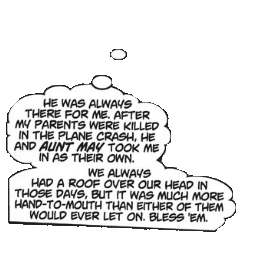 HE WAS ALWAYS
THERE FOR ME. AFTER
MY PARENTS WERE KILLED
IN THE PLANE CRASH, HE
AND AUNT MAY TOOK ME
IN AS THEIR OWN.
WE ALWAYS
HAD A ROOF OVER OUR HEAD IN
THOSE DAYS, BUT IT WAS MUCH MORE
HAND-TO-MOUTH THAN EITHER OF THEM
WOULD EVER LET ON. BLESS 'EM.